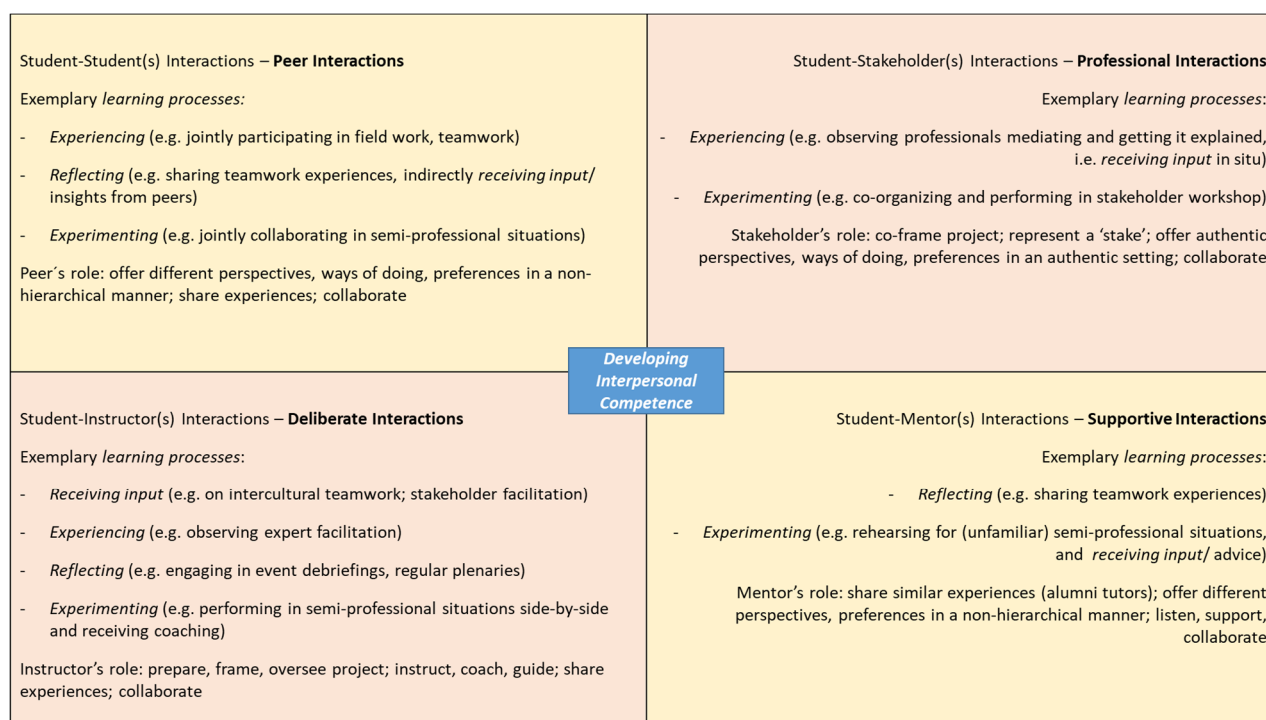 Student-Student(s) Interactions – Peer Interactions
Exemplary learning processes:
- Experiencing (e.g. jointly participating in field work, teamwork)
- Reflecting (e.g. sharing teamwork experiences, indirectly receiving input/
insights from peers)
- Experimenting (e.g. jointly collaborating in semi-professional situations)
Peer´s role: offer different perspectives, ways of doing, preferences in a non-
hierarchical manner; share experiences; collaborate
Student-Stakeholder(s) Interactions – Professional Interactions
Exemplary learning processes:
- Experiencing (e.g. observing professionals mediating and getting it explained,
i.e. receiving input in situ)
- Experimenting (e.g. co-organizing and performing in stakeholder workshop)
Stakeholder’s role: co-frame project; represent a ‘stake’; offer authentic
perspectives, ways of doing, preferences in an authentic setting; collaborate
Developing
Interpersonal
Competence
Student-Instructor(s) Interactions – Deliberate Interactions
Exemplary learning processes:
- Receiving input (e.g. on intercultural teamwork; stakeholder facilitation)
- Experiencing (e.g. observing expert facilitation)
- Reflecting (e.g. engaging in event debriefings, regular plenaries)
- Experimenting (e.g. performing in semi-professional situations side-by-side
and receiving coaching)
Instructor’s role: prepare, frame, oversee project; instruct, coach, guide; share
experiences; collaborate
Student-Mentor(s) Interactions – Supportive Interactions
Exemplary learning processes:
- Reflecting (e.g. sharing teamwork experiences)
- Experimenting (e.g. rehearsing for (unfamiliar) semi-professional situations,
and receiving input/ advice)
Mentor’s role: share similar experiences (alumni tutors); offer different
perspectives, preferences in a non-hierarchical manner; listen, support,
collaborate